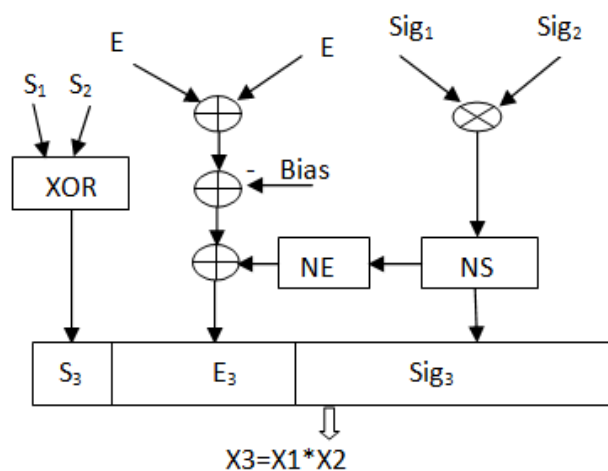 E E Sig₁ Sig₂
S₁ S₂
XOR
- Bias
NE NS
S₃ E₃ Sig₃
X3=X1*X2